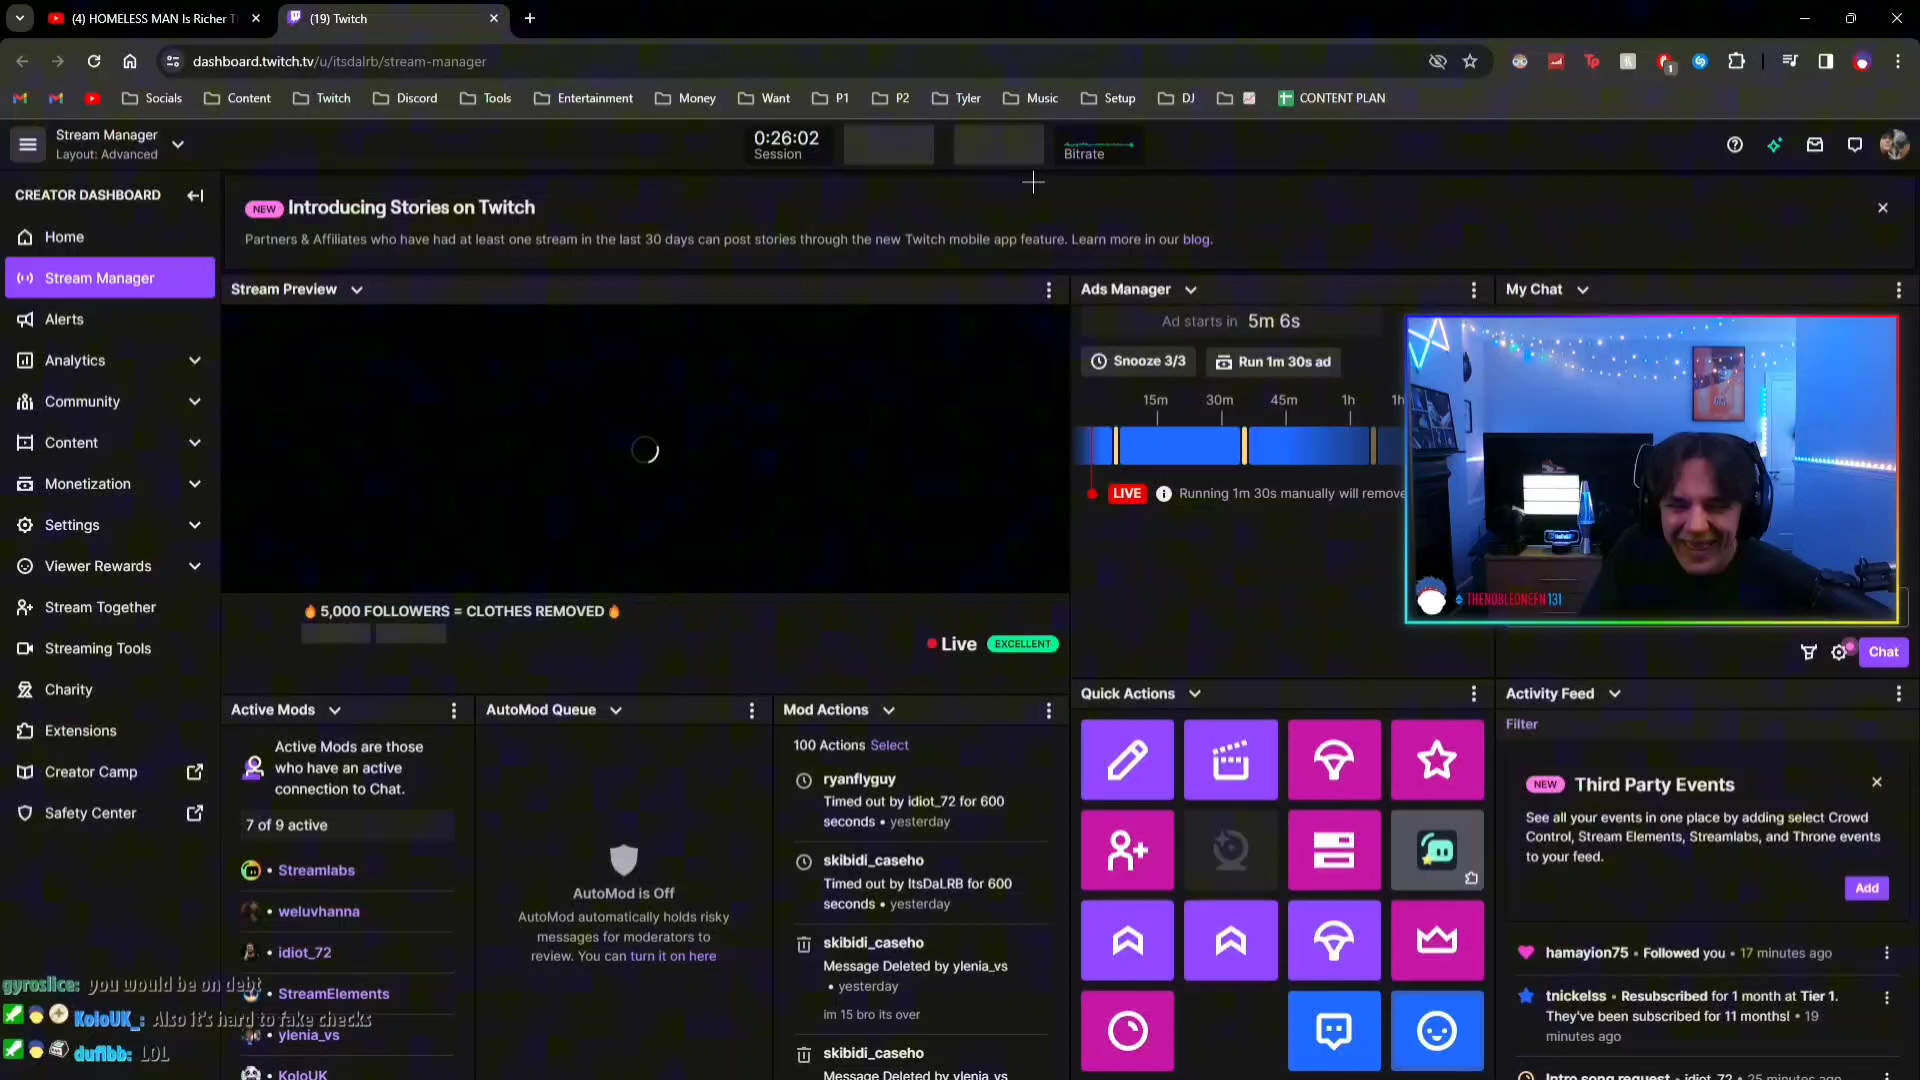 (4) HOMELESS MAN Is Richer T
(19) Twitch
dashboard.twitch.tv/u/itsdalrb/stream-manager
1
Socials
Content
Twitch
Discord
Tools
Entertainment
Money
Want
P1
P2
Tyler
Music
Setup
DJ
CONTENT PLAN
Stream Manager
Layout: Advanced
0:26:02
Session
Bitrate
CREATOR DASHBOARD
Home
Stream Manager
Alerts
Analytics
Community
Content
Monetization
Settings
Viewer Rewards
Stream Together
Streaming Tools
Charity
Extensions
Creator Camp
Safety Center
NEW Introducing Stories on Twitch
Partners & Affiliates who have had at least one stream in the last 30 days can post stories through the new Twitch mobile app feature. Learn more in our blog.
Stream Preview
🔥 5,000 FOLLOWERS = CLOTHES REMOVED 🔥
Live EXCELLENT
Ads Manager
Ad starts in 5m 6s
Snooze 3/3
Run 1m 30s ad
15m 30m 45m 1h 1h
LIVE
Running 1m 30s manually will remove
My Chat
THENOBLEONEFN 131
Chat
Active Mods
Active Mods are those
who have an active
connection to Chat.
7 of 9 active
• Streamlabs
• weluvhanna
• idiot_72
• StreamElements
• ylenia_vs
• KoloUK
AutoMod Queue
AutoMod is Off
AutoMod automatically holds risky
messages for moderators to
review. You can turn it on here
Mod Actions
100 Actions Select
ryanflyguy
Timed out by idiot_72 for 600
seconds • yesterday
skibidi_caseho
Timed out by ItsDaLRB for 600
seconds • yesterday
skibidi_caseho
Message Deleted by ylenia_vs
• yesterday
im 15 bro its over
skibidi_caseho
Message Deleted by ylenia_vs
Quick Actions
Activity Feed
Filter
NEW Third Party Events
See all your events in one place by adding select Crowd
Control, Stream Elements, Streamlabs, and Throne events
to your feed.
Add
hamayion75 • Followed you • 17 minutes ago
tnickelss • Resubscribed for 1 month at Tier 1.
They've been subscribed for 11 months! • 19
minutes ago
Intro song request • idiot_72 • 25 minutes ago
gyroslice: you would be on debt
KoloUK_: Also it's hard to fake checks
duflbb: LOL